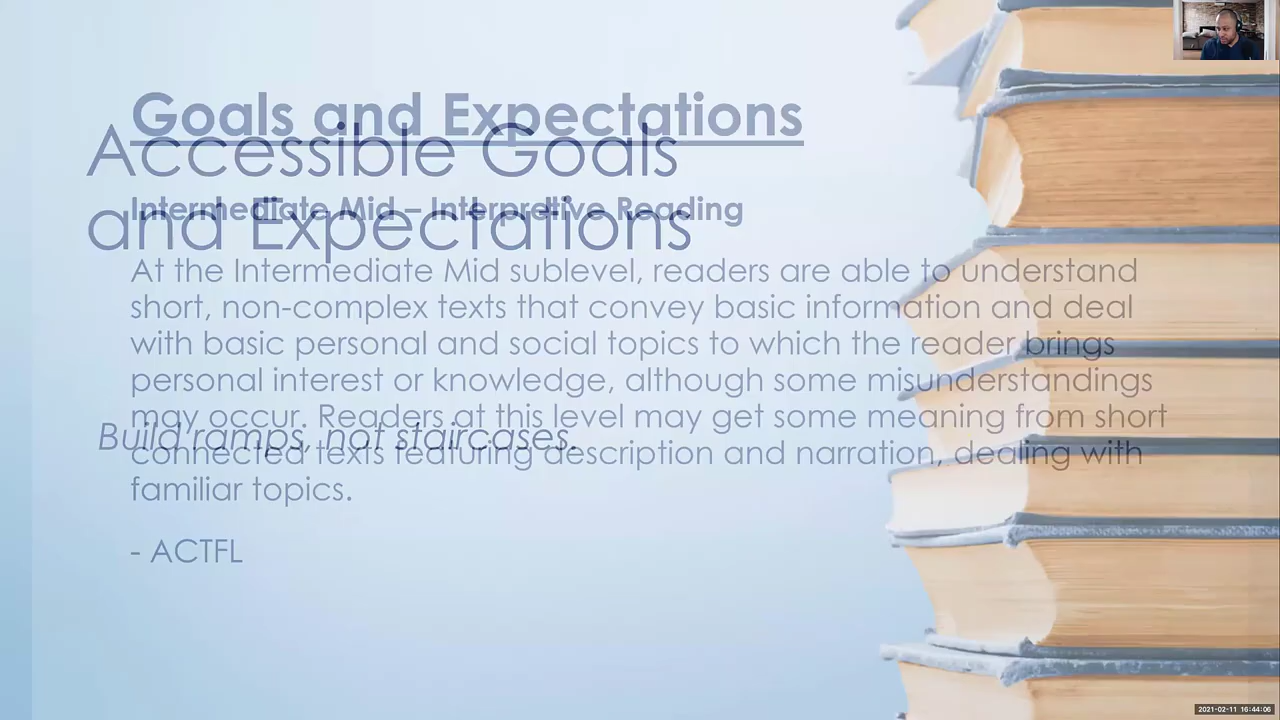 Goals and Expectations
Accessible Goals
and Expectations
Intermediate Mid – Interpretive Reading
At the Intermediate Mid sublevel, readers are able to understand
short, non-complex texts that convey basic information and deal
with basic personal and social topics to which the reader brings
personal interest or knowledge, although some misunderstandings
may occur. Readers at this level may get some meaning from short
Build ramps, not staircases.
connected texts featuring description and narration, dealing with
familiar topics.
- ACTFL
2021-02-11 16:44:06